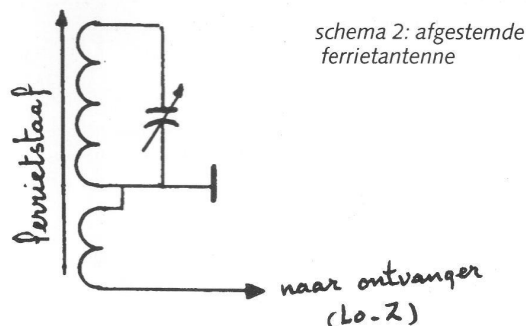 schema 2: afgestemde
ferrietantenne
ferrietstaaf
naar ontvanger
(Lo-Z)